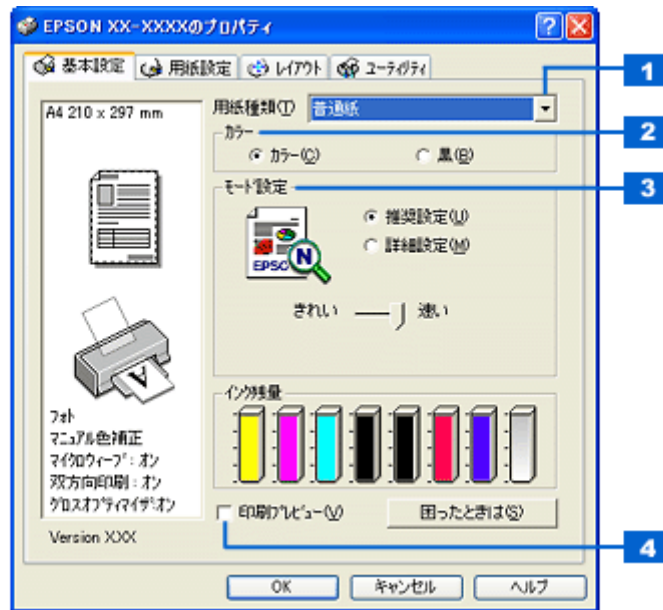 EPSON XX-XXXXのプロパティ
基本設定
用紙設定
レイアウト
ユーティリティ
1
A4 210 x 297 mm
用紙種類(T)
普通紙
カラー
2
カラー(C)
黒(B)
モード設定
3
推奨設定(U)
詳細設定(M)
EPSO
N
きれい
速い
A
フォト
マニュアル色補正
マイクロウィーブ:オン
双方向印刷:オン
グロスオプティマイザ:オン
インク残量
印刷プレビュー(V)
困ったときは(S)
Version XXX
4
OK
キャンセル
ヘルプ